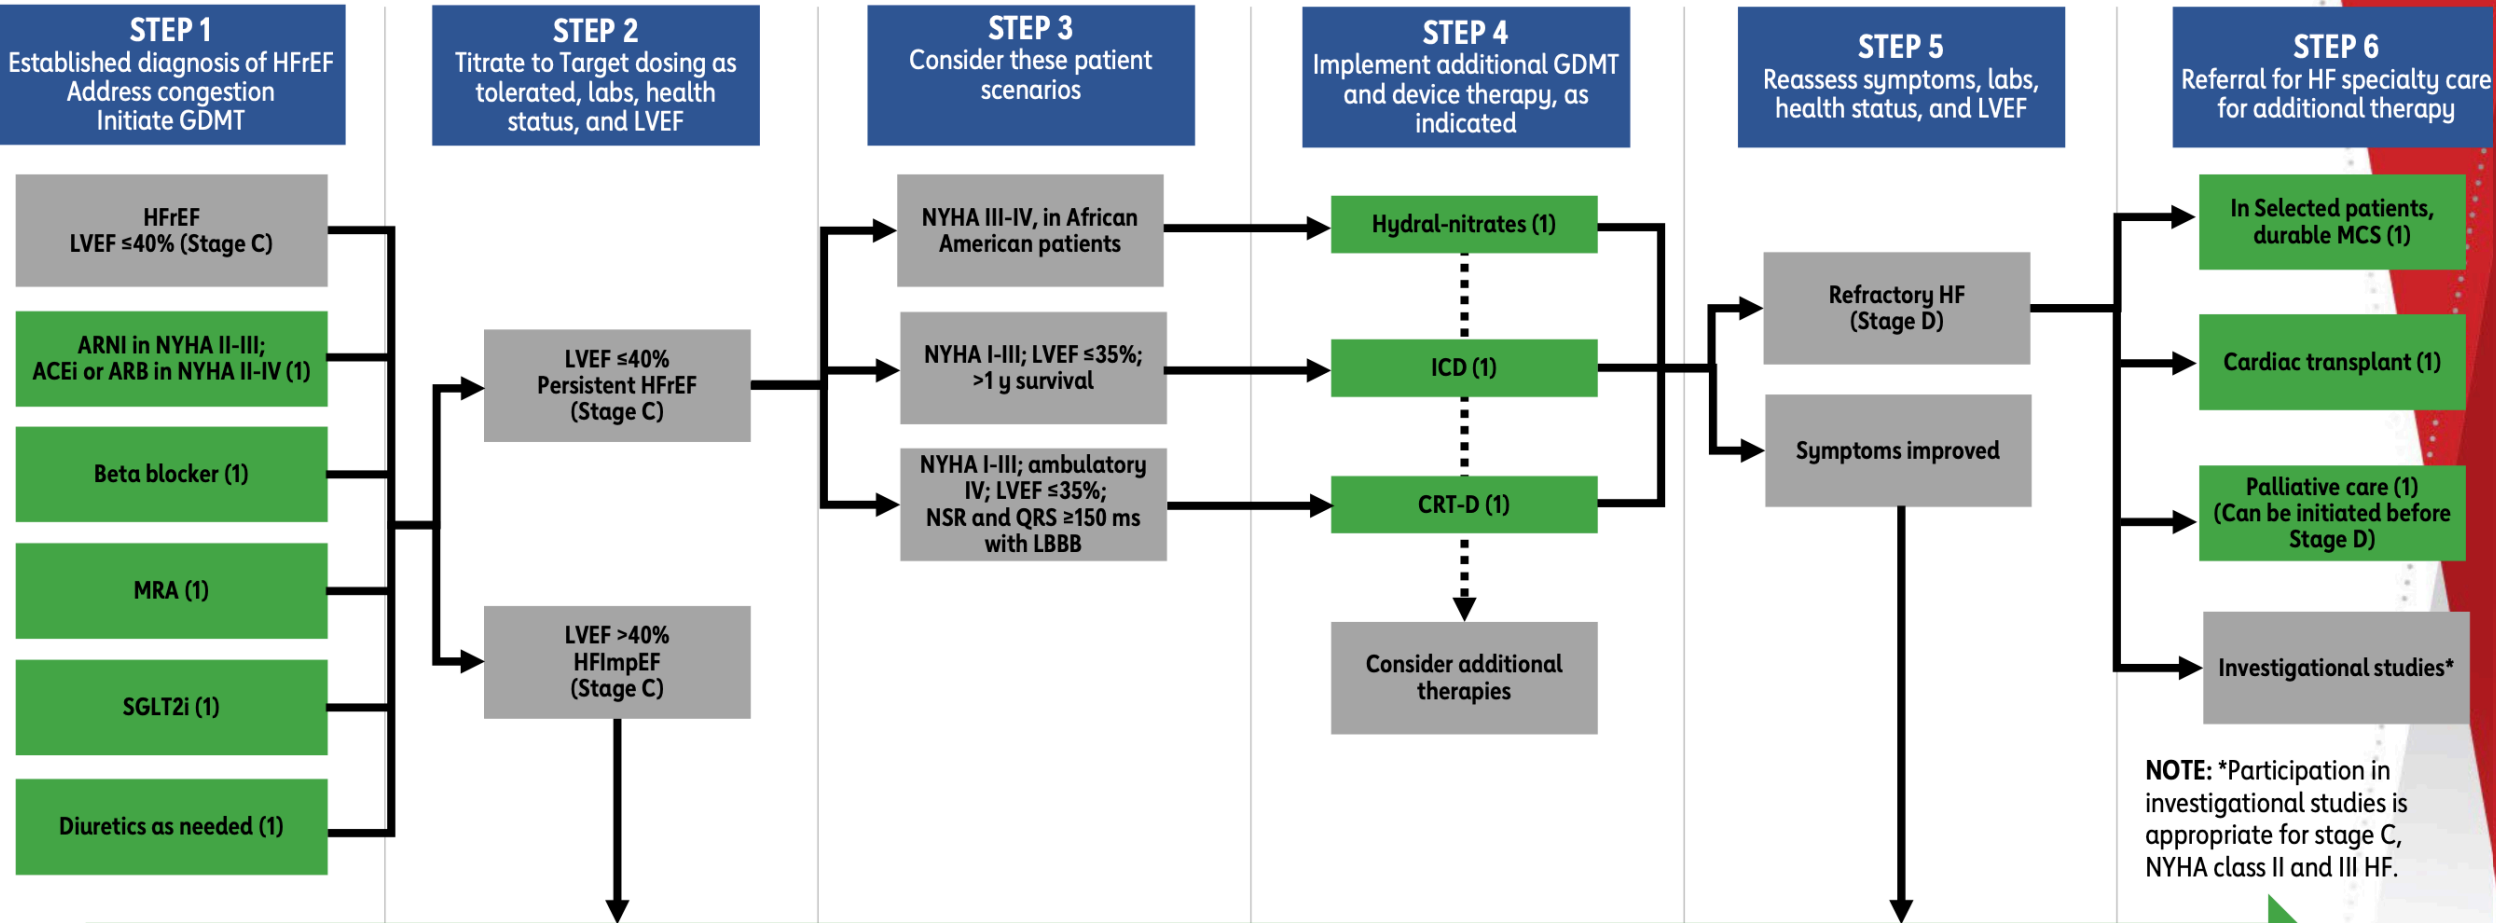 STEP 1
Established diagnosis of HFrEF
Address congestion
Initiate GDMT
HFrEF
LVEF ≤40% (Stage C)
ARNI in NYHA II-III;
ACEi or ARB in NYHA II-IV (1)
Beta blocker (1)
MRA (1)
SGLT2i (1)
Diuretics as needed (1)
STEP 2
Titrate to Target dosing as
tolerated, labs, health
status, and LVEF
LVEF ≤40%
Persistent HFrEF
(Stage C)
LVEF >40%
HFImpEF
(Stage C)
STEP 3
Consider these patient
scenarios
NYHA III-IV, in African
American patients
NYHA I-III; LVEF ≤35%;
>1 y survival
NYHA I-III; ambulatory
IV; LVEF ≤35%;
NSR and QRS ≥150 ms
with LBBB
STEP 4
Implement additional GDMT
and device therapy, as
indicated
Hydral-nitrates (1)
ICD (1)
CRT-D (1)
Consider additional
therapies
STEP 5
Reassess symptoms, labs,
health status, and LVEF
Refractory HF
(Stage D)
Symptoms improved
STEP 6
Referral for HF specialty care
for additional therapy
In Selected patients,
durable MCS (1)
Cardiac transplant (1)
Palliative care (1)
(Can be initiated before
Stage D)
Investigational studies*
NOTE: *Participation in
investigational studies is
appropriate for stage C,
NYHA class II and III HF.